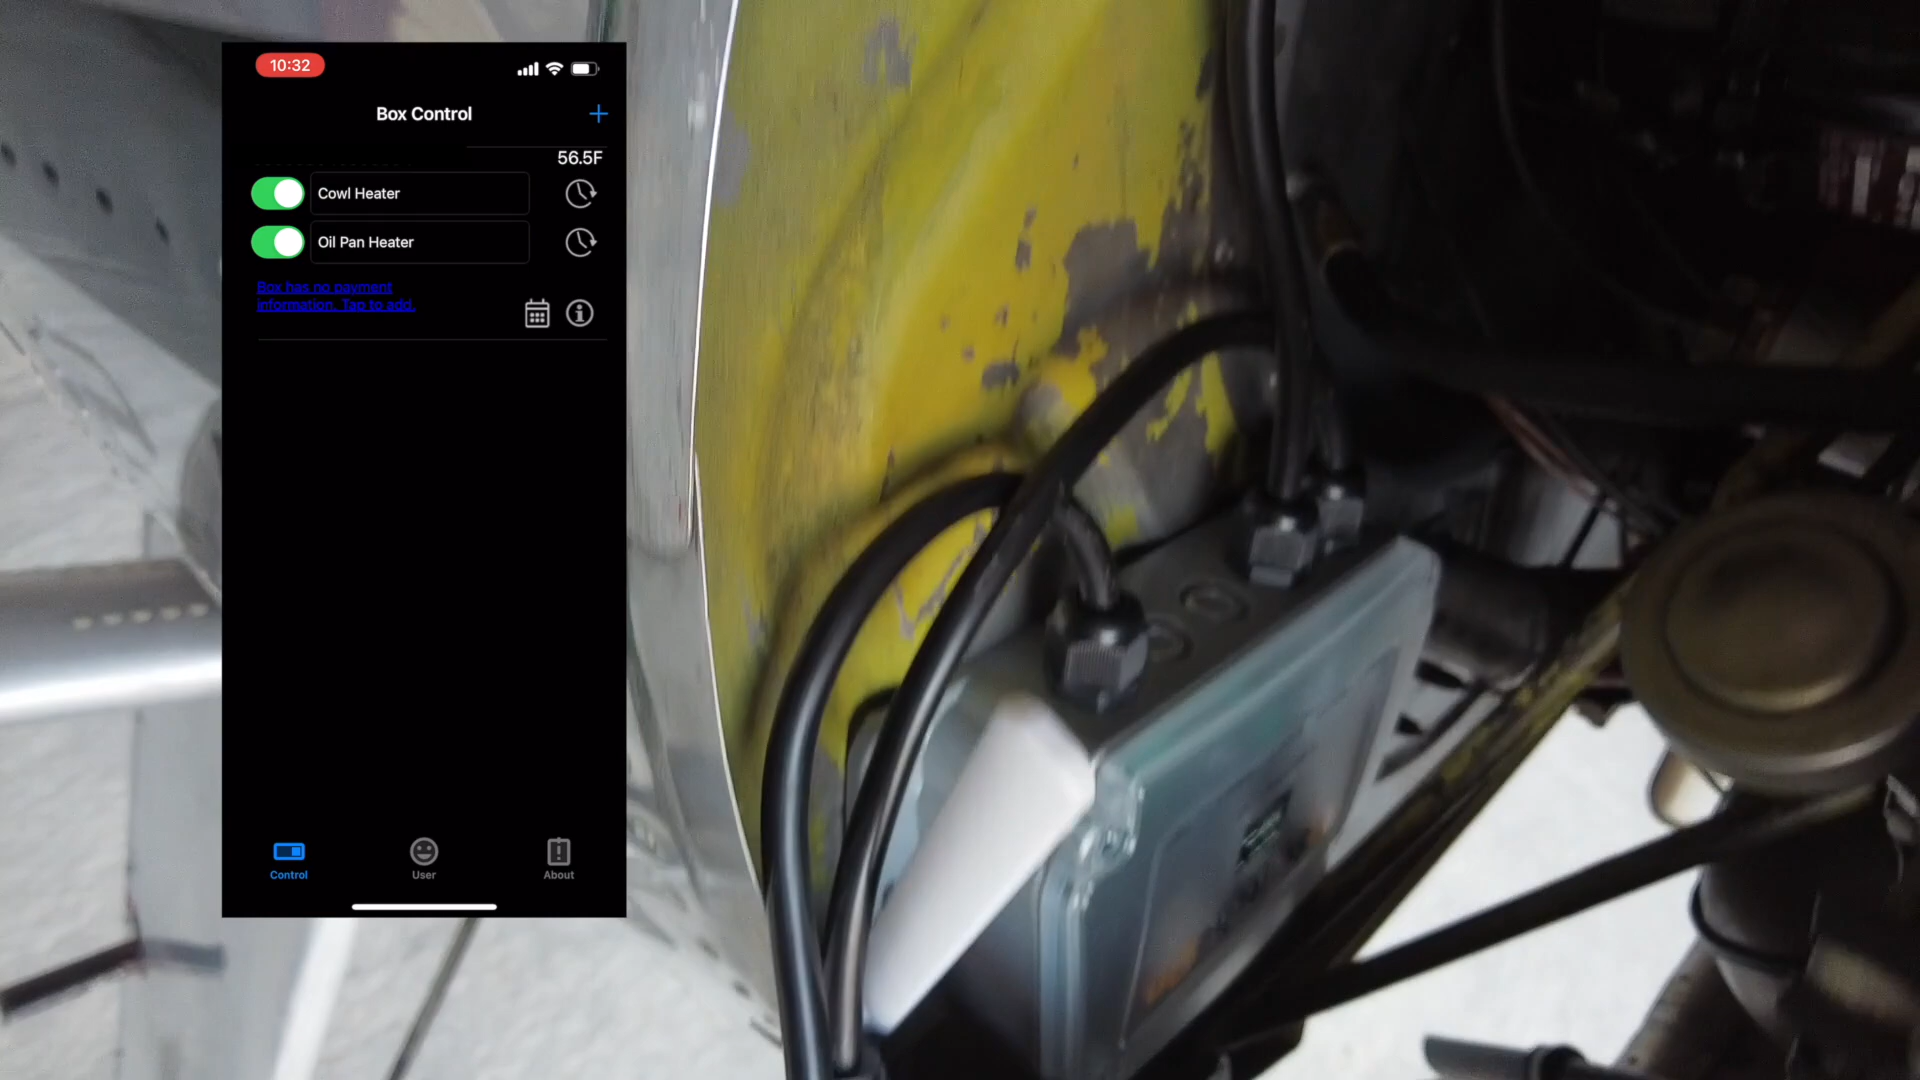 10:32
Box Control
56.5F
Cowl Heater
Oil Pan Heater
Box has no payment
information. Tap to add.
Control
User
About